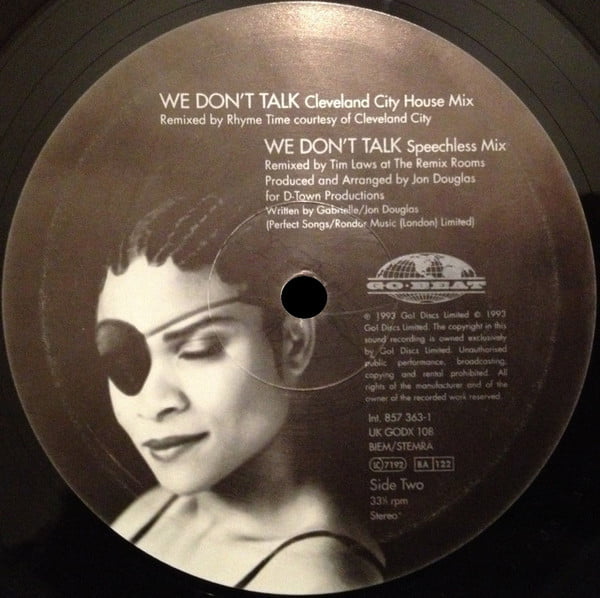 WE DON'T TALK Cleveland City House Mix
Remixed by Rhyme Time courtesy of Cleveland City
WE DON'T TALK Speechless Mix
Remixed by Tim Laws at The Remix Rooms
Produced and Arranged by Jon Douglas
for D-Town Productions
Written by Gabrielle/Jon Douglas
(Perfect Songs/Rondor Music (London) Limited)
GO·BEAT
℗ 1993 Go! Discs Limited © 1993
Go! Discs Limited. The copyright in this
sound recording is owned exclusively
by Go! Discs Limited. Unauthorised
public performance, broadcasting,
copying and rental prohibited. All
rights of the manufacturer and of the
owner of the recorded work reserved.
Int. 857 363-1
UK GODX 108
BIEM/STEMRA
LC 7192 BA 122
Side Two
33⅓ rpm
Stereo